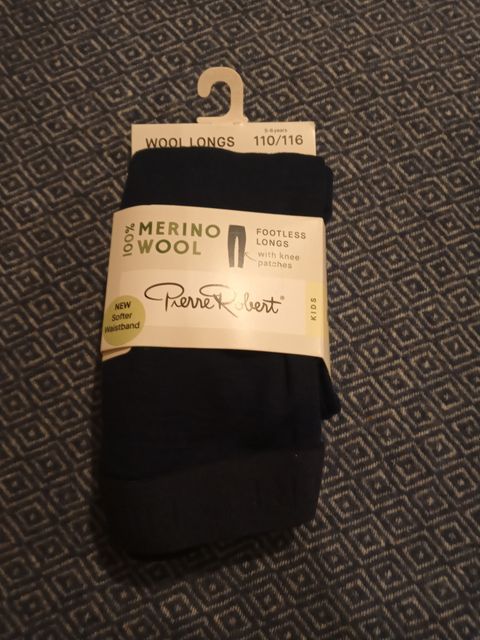 5-6 years
WOOL LONGS 110/116
100% MERINO WOOL
FOOTLESS
LONGS
with knee
patches
Pierre Robert®
KIDS
NEW
Softer
Waistband